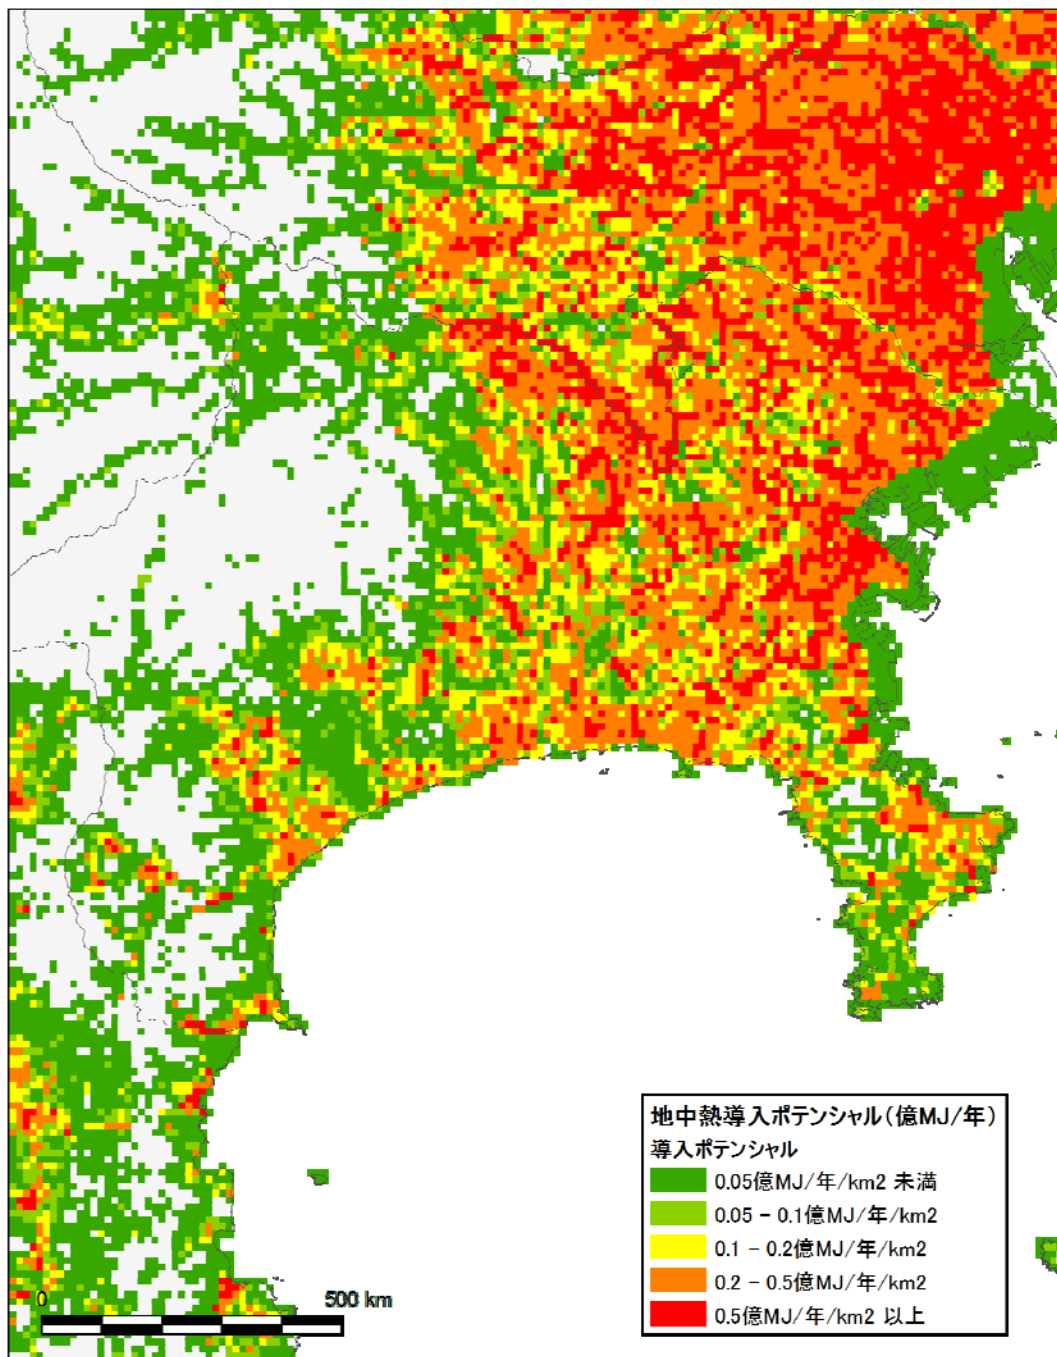 地中熱導入ポテンシャル(億MJ/年)
導入ポテンシャル
0.05億MJ/年/km2 未満
0.05 - 0.1億MJ/年/km2
0.1 - 0.2億MJ/年/km2
0.2 - 0.5億MJ/年/km2
0.5億MJ/年/km2 以上
0 500 km